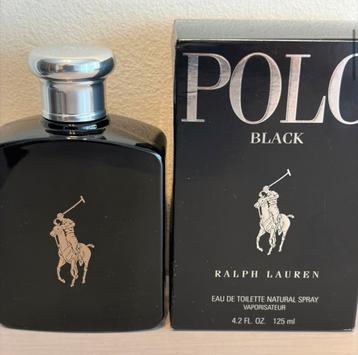 POLO
BLACK
RALPH LAUREN
EAU DE TOILETTE NATURAL SPRAY
VAPORISATEUR
4.2 FL. OZ. 125 ml